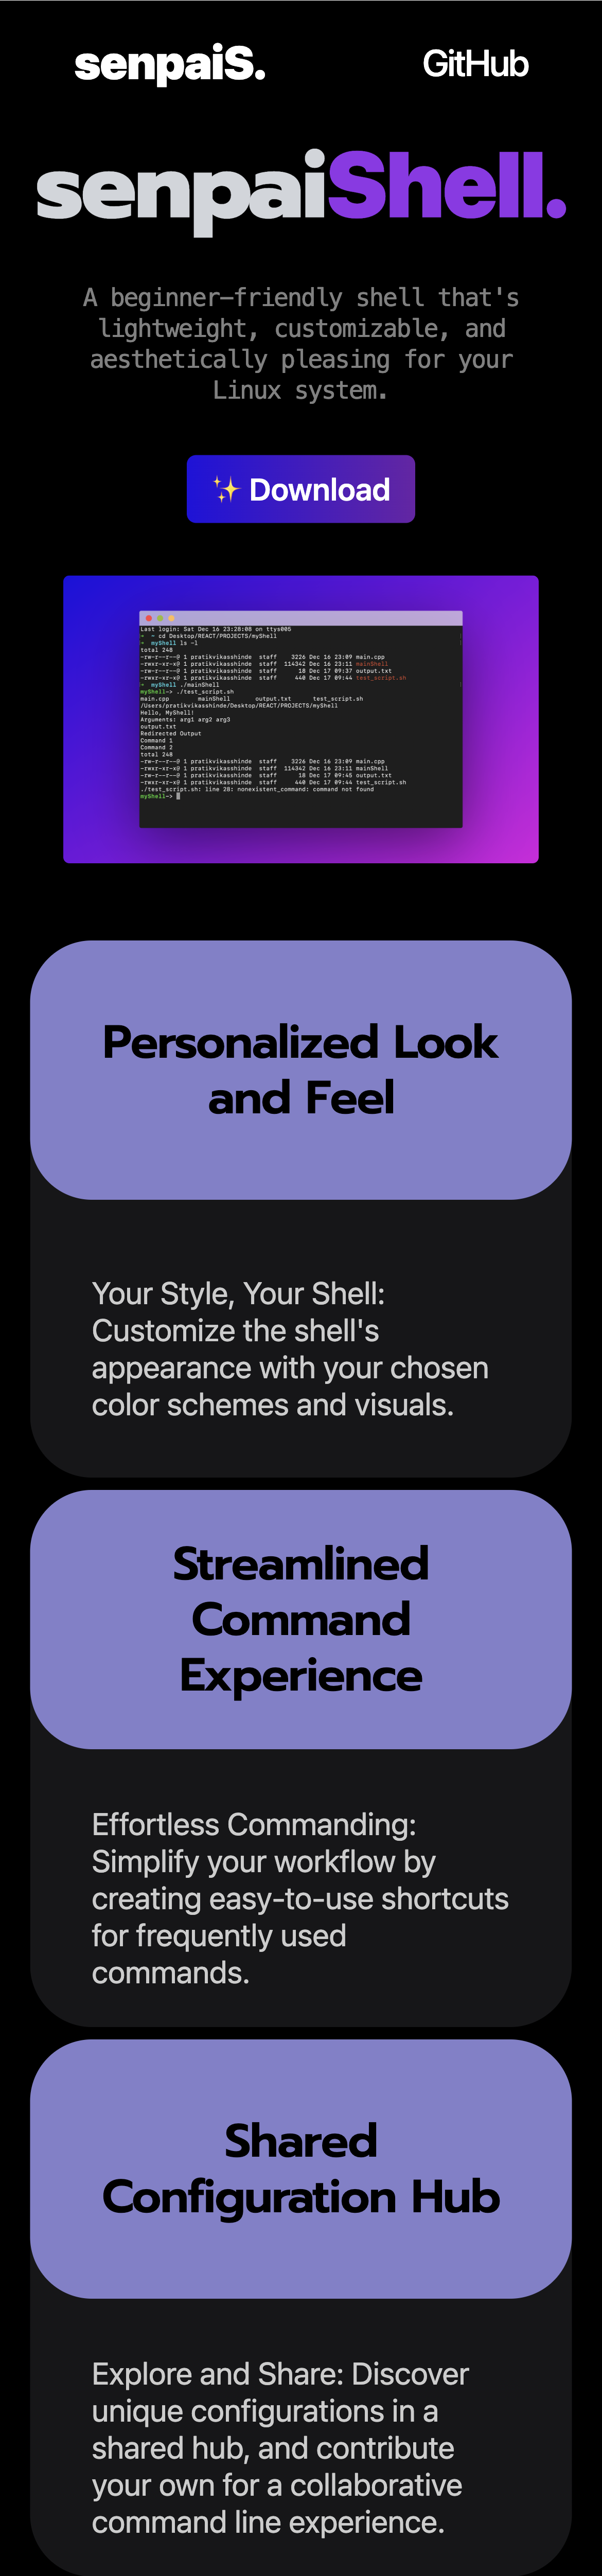 senpaiS. GitHub
senpaiShell.
A beginner-friendly shell that's
lightweight, customizable, and
aesthetically pleasing for your
Linux system.
✨ Download
Last login: Sat Dec 16 23:28:08 on ttys005
➜ ~ cd Desktop/REACT/PROJECTS/myShell
➜ myShell ls -l
total 248
-rw-r--r--@ 1 pratikvikasshinde staff 3226 Dec 16 23:09 main.cpp
-rwxr-xr-x@ 1 pratikvikasshinde staff 114342 Dec 16 23:11 mainShell
-rw-r--r--@ 1 pratikvikasshinde staff 18 Dec 17 09:37 output.txt
-rwxr-xr-x@ 1 pratikvikasshinde staff 440 Dec 17 09:44 test_script.sh
➜ myShell ./mainShell
myShell-> ./test_script.sh
main.cpp mainShell output.txt test_script.sh
/Users/pratikvikasshinde/Desktop/REACT/PROJECTS/myShell
Hello, MyShell!
Arguments: arg1 arg2 arg3
output.txt
Redirected Output
Command 1
Command 2
total 248
-rw-r--r--@ 1 pratikvikasshinde staff 3226 Dec 16 23:09 main.cpp
-rwxr-xr-x@ 1 pratikvikasshinde staff 114342 Dec 16 23:11 mainShell
-rw-r--r--@ 1 pratikvikasshinde staff 18 Dec 17 09:45 output.txt
-rwxr-xr-x@ 1 pratikvikasshinde staff 440 Dec 17 09:44 test_script.sh
./test_script.sh: line 28: nonexistent_command: command not found
myShell->
Personalized Look
and Feel
Your Style, Your Shell:
Customize the shell's
appearance with your chosen
color schemes and visuals.
Streamlined
Command
Experience
Effortless Commanding:
Simplify your workflow by
creating easy-to-use shortcuts
for frequently used
commands.
Shared
Configuration Hub
Explore and Share: Discover
unique configurations in a
shared hub, and contribute
your own for a collaborative
command line experience.